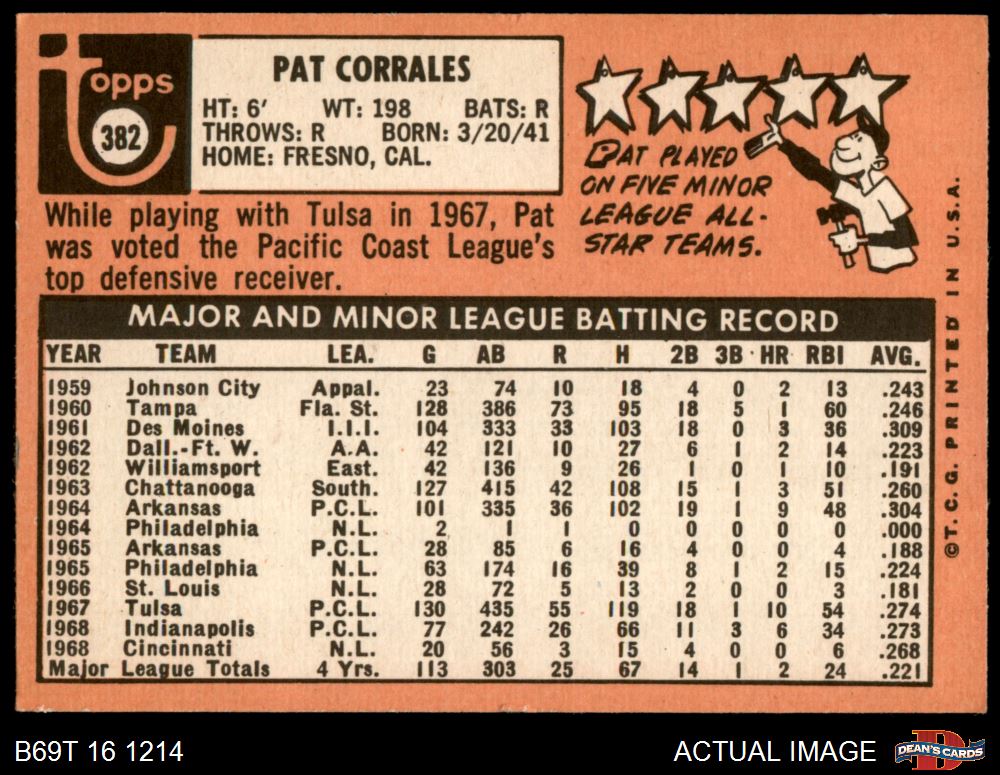 Topps
382
PAT CORRALES
HT: 6' WT: 198 BATS: R
THROWS: R BORN: 3/20/41
HOME: FRESNO, CAL.
While playing with Tulsa in 1967, Pat
was voted the Pacific Coast League's
top defensive receiver.
PAT PLAYED
ON FIVE MINOR
LEAGUE ALL-
STAR TEAMS.
MAJOR AND MINOR LEAGUE BATTING RECORD
YEAR TEAM LEA. G AB R H 2B 3B HR RBI AVG.
1959 Johnson City Appal. 23 74 10 18 4 0 2 13 .243
1960 Tampa Fla. St. 128 386 73 95 18 5 1 60 .246
1961 Des Moines I.I.I. 104 333 33 103 18 0 3 36 .309
1962 Dall.-Ft. W. A.A. 42 121 10 27 6 1 2 14 .223
1962 Williamsport East. 42 136 9 26 1 0 1 10 .191
1963 Chattanooga South. 127 415 42 108 15 1 3 51 .260
1964 Arkansas P.C.L. 101 335 36 102 19 1 9 48 .304
1964 Philadelphia N.L. 2 1 1 0 0 0 0 0 .000
1965 Arkansas P.C.L. 28 85 6 16 4 0 0 4 .188
1965 Philadelphia N.L. 63 174 16 39 8 1 2 15 .224
1966 St. Louis N.L. 28 72 5 13 2 0 0 3 .181
1967 Tulsa P.C.L. 130 435 55 119 18 1 10 54 .274
1968 Indianapolis P.C.L. 77 242 26 66 11 3 6 34 .273
1968 Cincinnati N.L. 20 56 3 15 4 0 0 6 .268
Major League Totals 4 Yrs. 113 303 25 67 14 1 2 24 .221
©T.C.G. PRINTED IN U.S.A.
B69T 16 1214
ACTUAL IMAGE
DEAN'S CARDS